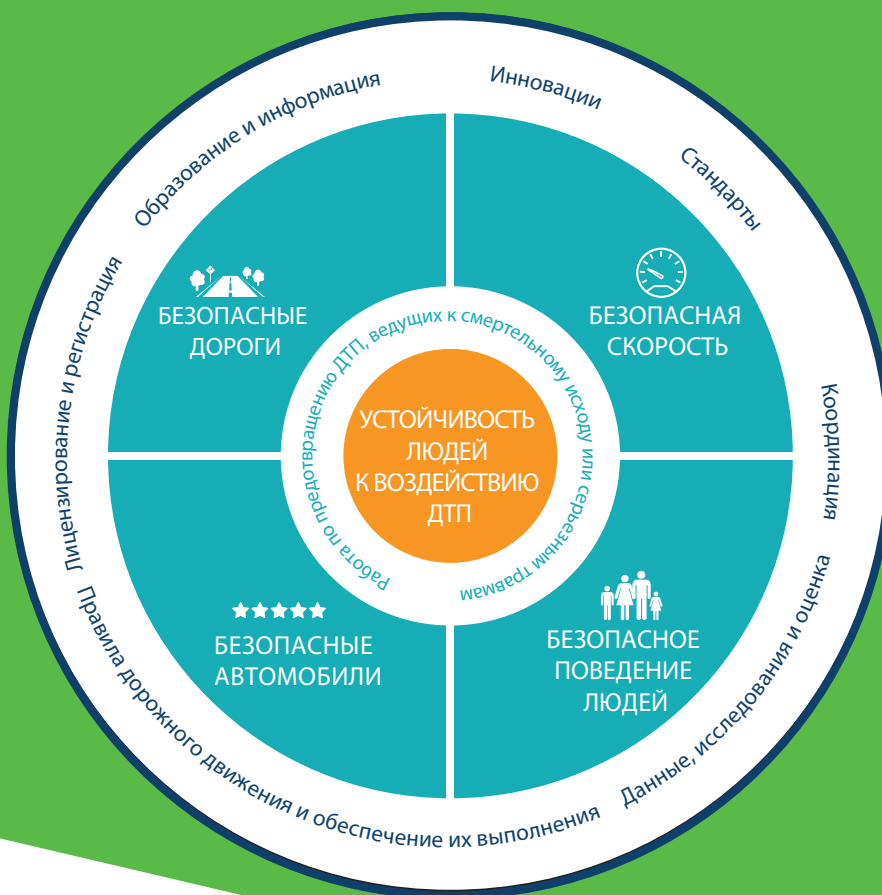 Образование и информация
Инновации
Стандарты
Координация
Данные, исследования и оценка
Правила дорожного движения и обеспечение их выполнения
Лицензирование и регистрация
БЕЗОПАСНЫЕ
ДОРОГИ
БЕЗОПАСНАЯ
СКОРОСТЬ
Работа по предотвращению ДТП, ведущих к смертельному исходу или серьезным травмам
УСТОЙЧИВОСТЬ
ЛЮДЕЙ
К ВОЗДЕЙСТВИЮ
ДТП
БЕЗОПАСНЫЕ
АВТОМОБИЛИ
БЕЗОПАСНОЕ
ПОВЕДЕНИЕ
ЛЮДЕЙ